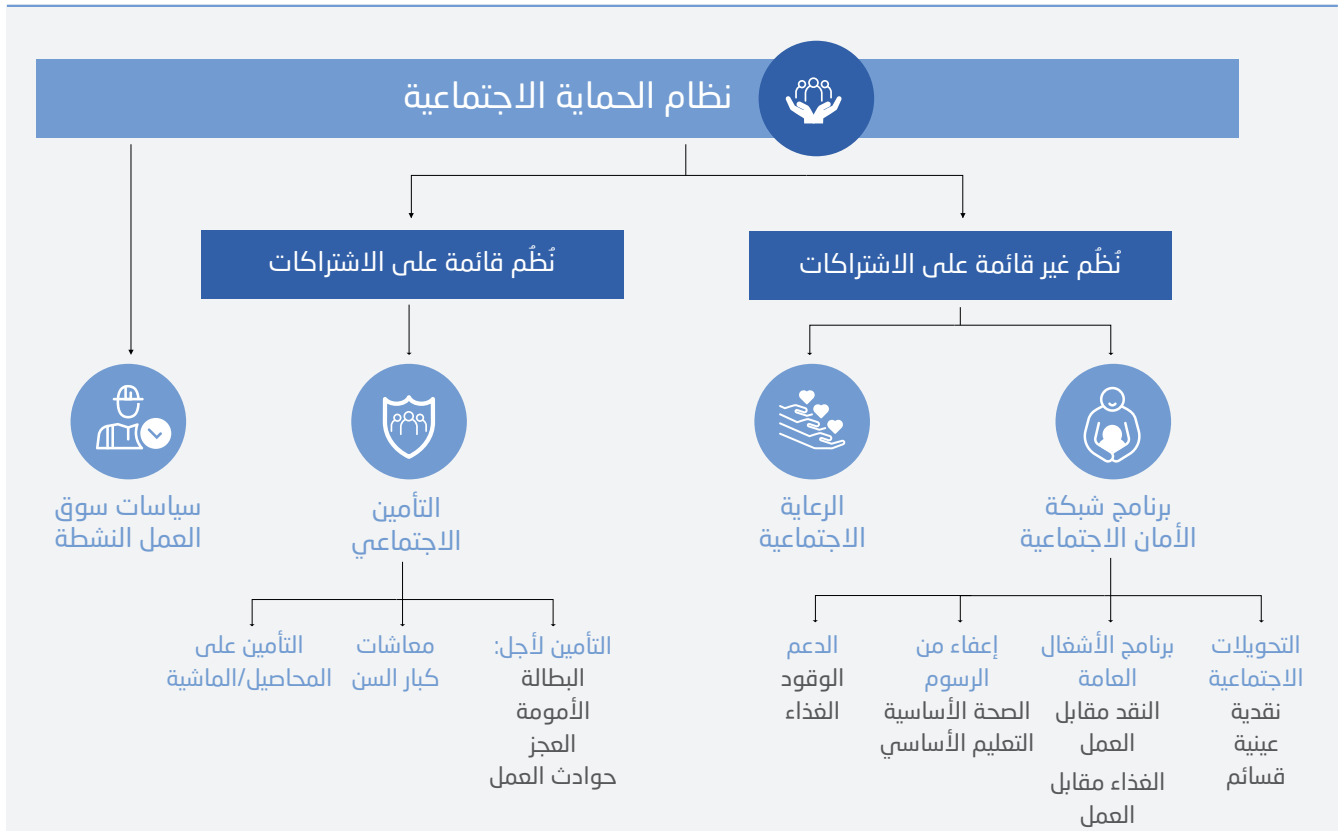 نظام الحماية الاجتماعية
نُظُم غير قائمة على الاشتراكات
نُظُم قائمة على الاشتراكات
برنامج شبكة
الأمان الاجتماعية
الرعاية
الاجتماعية
التأمين
الاجتماعي
سياسات سوق
العمل النشطة
التحويلات
الاجتماعية
نقدية
عينية
قسائم
برنامج الأشغال
العامة
النقد مقابل
العمل
الغذاء مقابل
العمل
إعفاء من
الرسوم
الصحة الأساسية
التعليم الأساسي
الدعم
الوقود
الغذاء
التأمين لأجل:
البطالة
الأمومة
العجز
حوادث العمل
معاشات
كبار السن
التأمين على
المحاصيل/الماشية